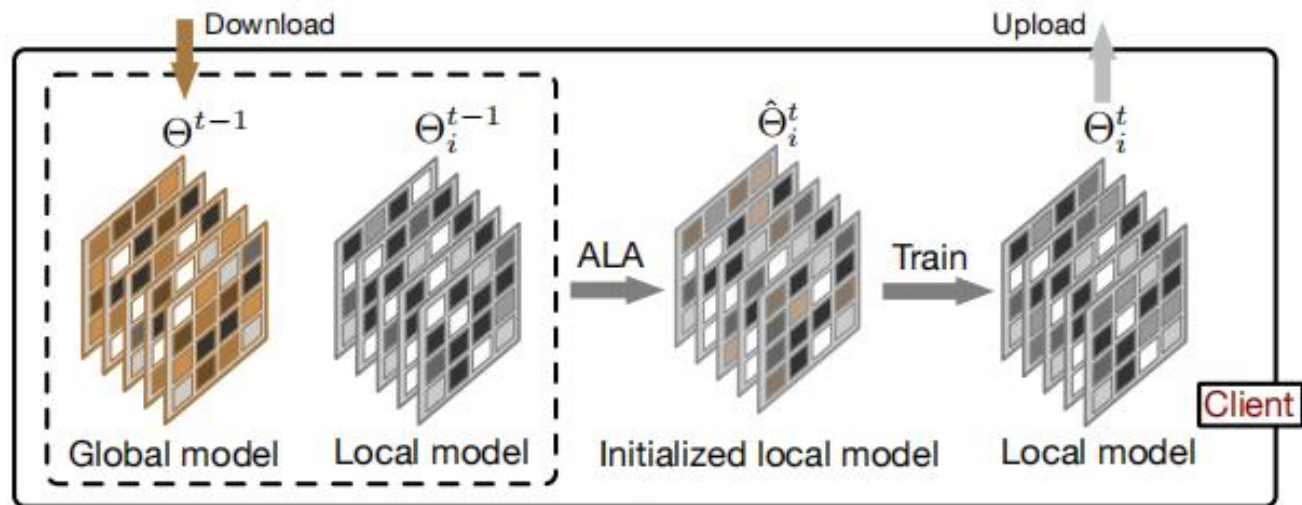 Download
Upload
Θ^{t-1}
Θ_i^{t-1}
Θ̂_i^t
Θ_i^t
ALA
Train
Client
Global model
Local model
Initialized local model
Local model